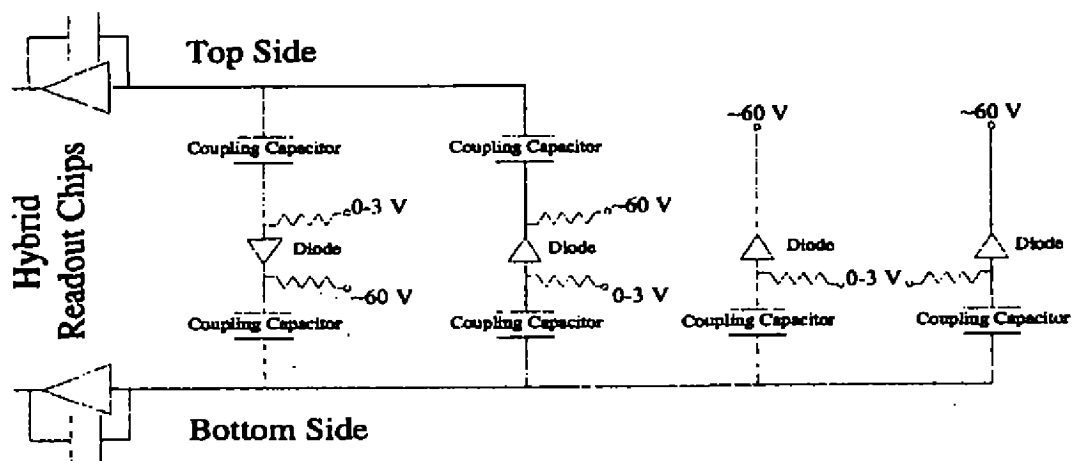 Top Side
~60 V
~60 V
Coupling Capacitor
Coupling Capacitor
Hybrid
Readout Chips
0-3 V
~60 V
Diode
Diode
Diode
Diode
~60 V
0-3 V
0-3 V
Coupling Capacitor
Coupling Capacitor
Coupling Capacitor
Coupling Capacitor
Bottom Side